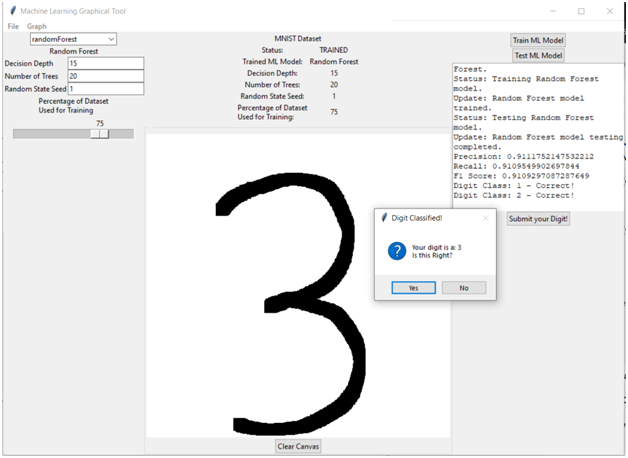 Machine Learning Graphical Tool
File Graph
randomForest
Random Forest
Decision Depth 15
Number of Trees 20
Random State Seed 1
Percentage of Dataset
Used for Training
75
MNIST Dataset
Status: TRAINED
Trained ML Model: Random Forest
Decision Depth: 15
Number of Trees: 20
Random State Seed: 1
Percentage of Dataset
Used for Training: 75
Train ML Model
Test ML Model
Forest.
Status: Training Random Forest
model.
Update: Random Forest model
trained.
Status: Testing Random Forest
model.
Update: Random Forest model testing
completed.
Precision: 0.9111752147532212
Recall: 0.9109549902697844
F1 Score: 0.9109297087287649
Digit Class: 1 - Correct!
Digit Class: 2 - Correct!
Submit your Digit!
3
Digit Classified!
Your digit is a: 3
Is this Right?
Yes No
Clear Canvas